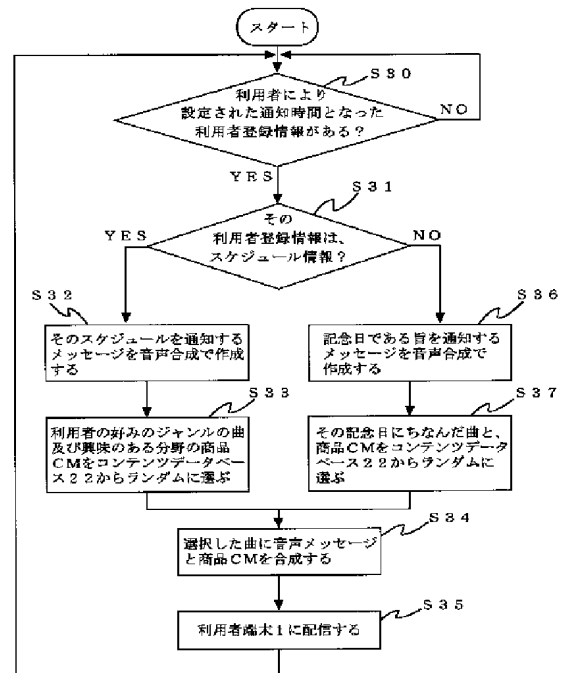 スタート
S30
利用者により
設定された通知時間となった
利用者登録情報がある？
NO
YES
S31
その
利用者登録情報は、
スケジュール情報？
YES
NO
S32
そのスケジュールを通知する
メッセージを音声合成で作成
する
S36
記念日である旨を通知する
メッセージを音声合成で
作成する
S33
利用者の好みのジャンルの曲
及び興味のある分野の商品
CMをコンテンツデータベー
ス22からランダムに選ぶ
S37
その記念日にちなんだ曲と、
商品CMをコンテンツデータ
ベース22からランダムに
選ぶ
S34
選択した曲に音声メッセージ
と商品CMを合成する
S35
利用者端末1に配信する